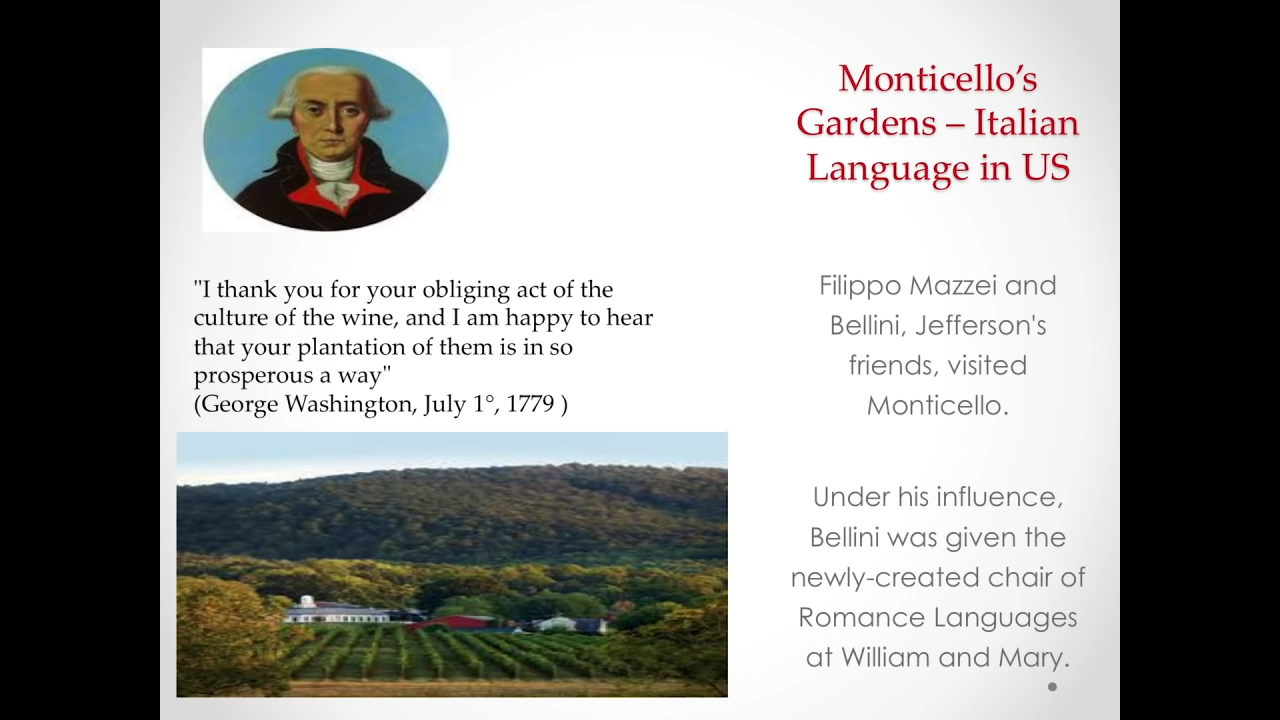 Monticello’s
Gardens – Italian
Language in US
"I thank you for your obliging act of the
culture of the wine, and I am happy to hear
that your plantation of them is in so
prosperous a way"
(George Washington, July 1°, 1779 )
Filippo Mazzei and
Bellini, Jefferson's
friends, visited
Monticello.
Under his influence,
Bellini was given the
newly-created chair of
Romance Languages
at William and Mary.